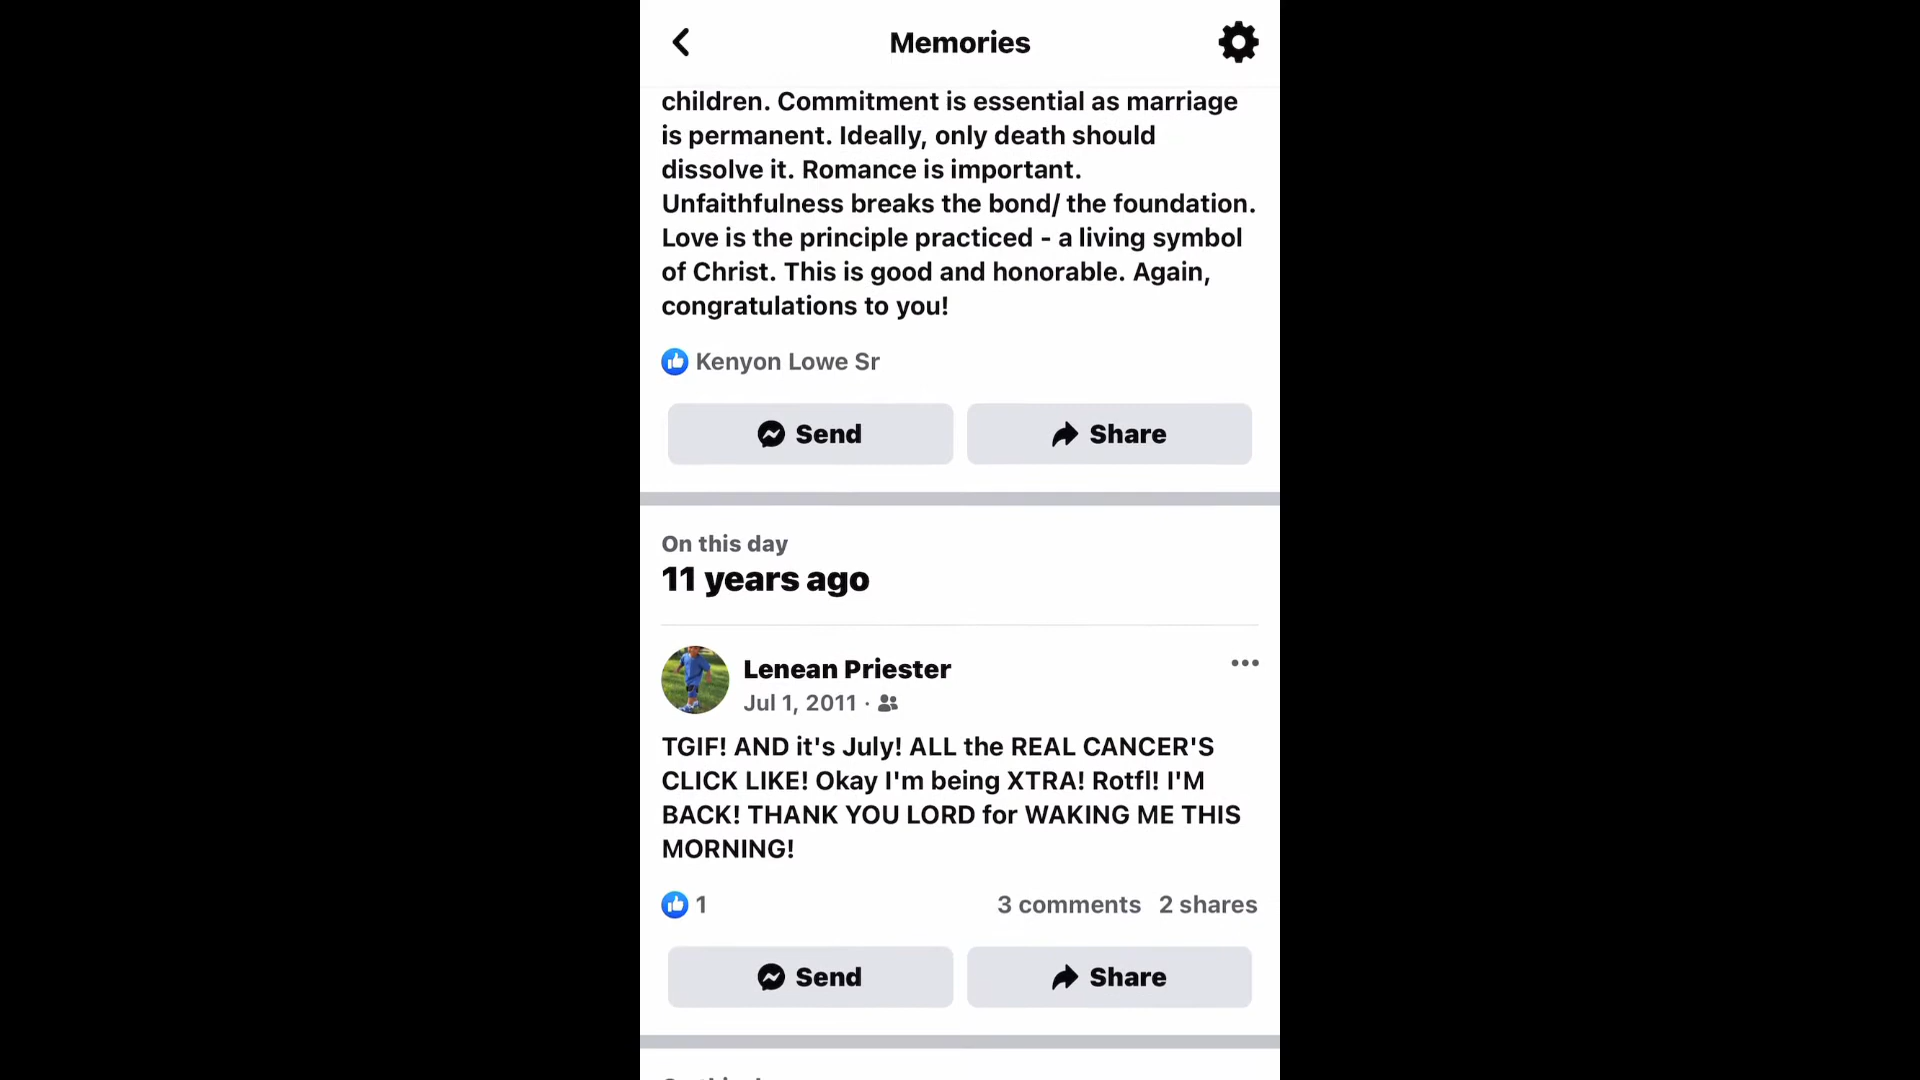 Memories
children. Commitment is essential as marriage
is permanent. Ideally, only death should
dissolve it. Romance is important.
Unfaithfulness breaks the bond/ the foundation.
Love is the principle practiced - a living symbol
of Christ. This is good and honorable. Again,
congratulations to you!
Kenyon Lowe Sr
Send Share
On this day
11 years ago
Lenean Priester
Jul 1, 2011 ·
TGIF! AND it's July! ALL the REAL CANCER'S
CLICK LIKE! Okay I'm being XTRA! Rotfl! I'M
BACK! THANK YOU LORD for WAKING ME THIS
MORNING!
1 3 comments 2 shares
Send Share